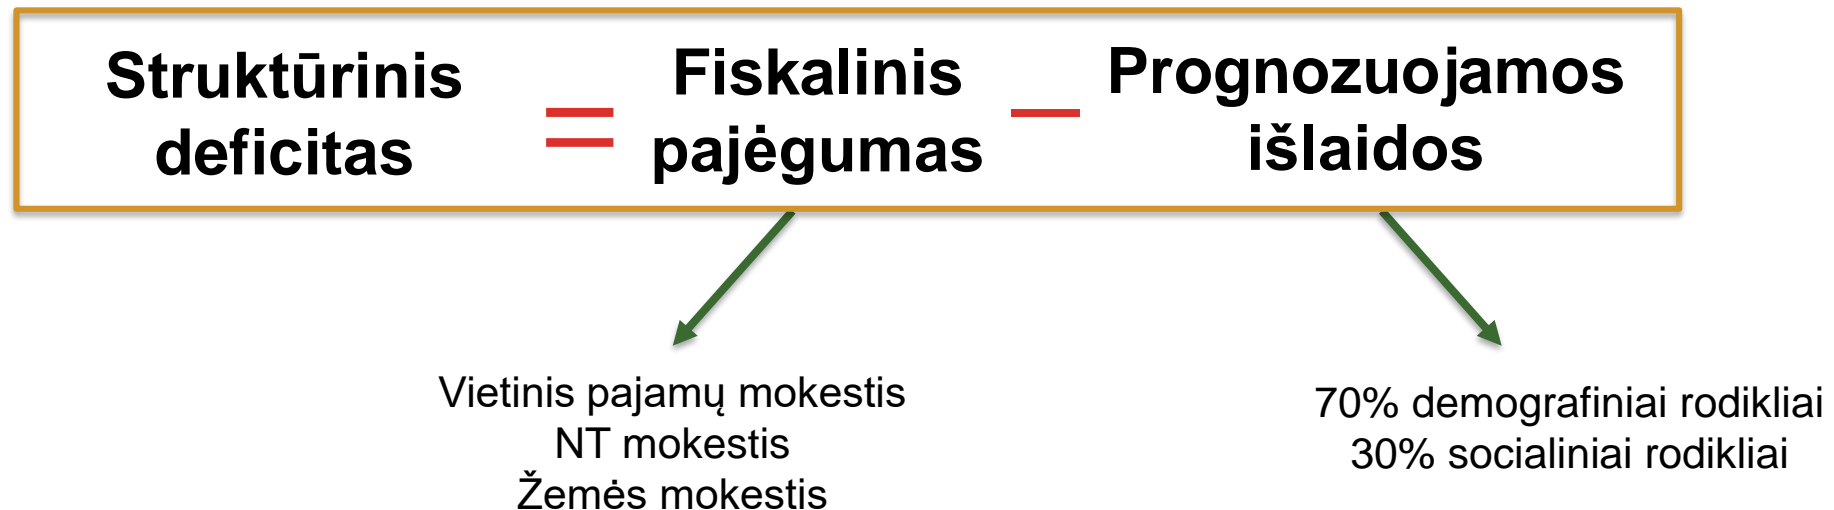 Struktūrinis
deficitas
=
Fiskalinis
pajėgumas
–
Prognozuojamos
išlaidos
Vietinis pajamų mokestis
NT mokestis
Žemės mokestis
70% demografiniai rodikliai
30% socialiniai rodikliai